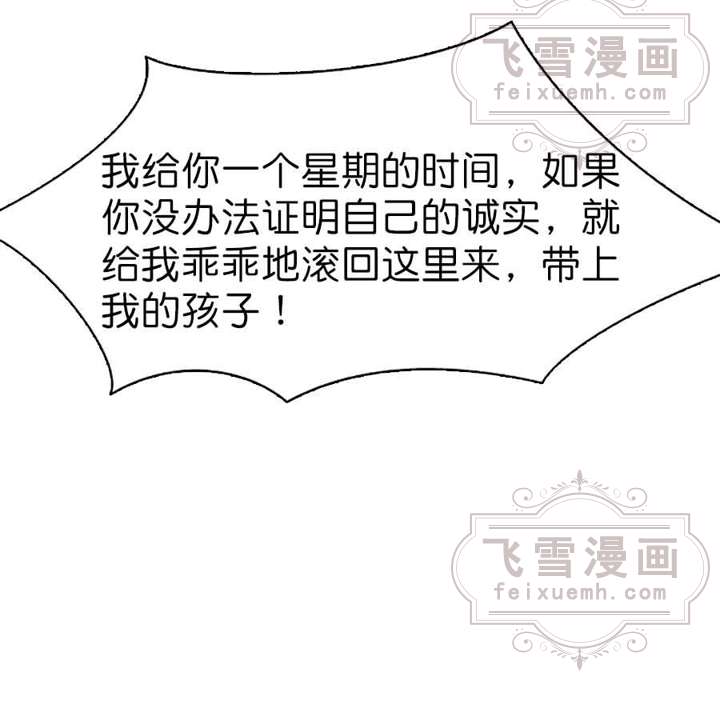 飞雪漫画
feixuemh.com
我给你一个星期的时间，如果
你没办法证明自己的诚实，就
给我乖乖地滚回这里来，带上
我的孩子！
飞雪漫画
feixuemh.com